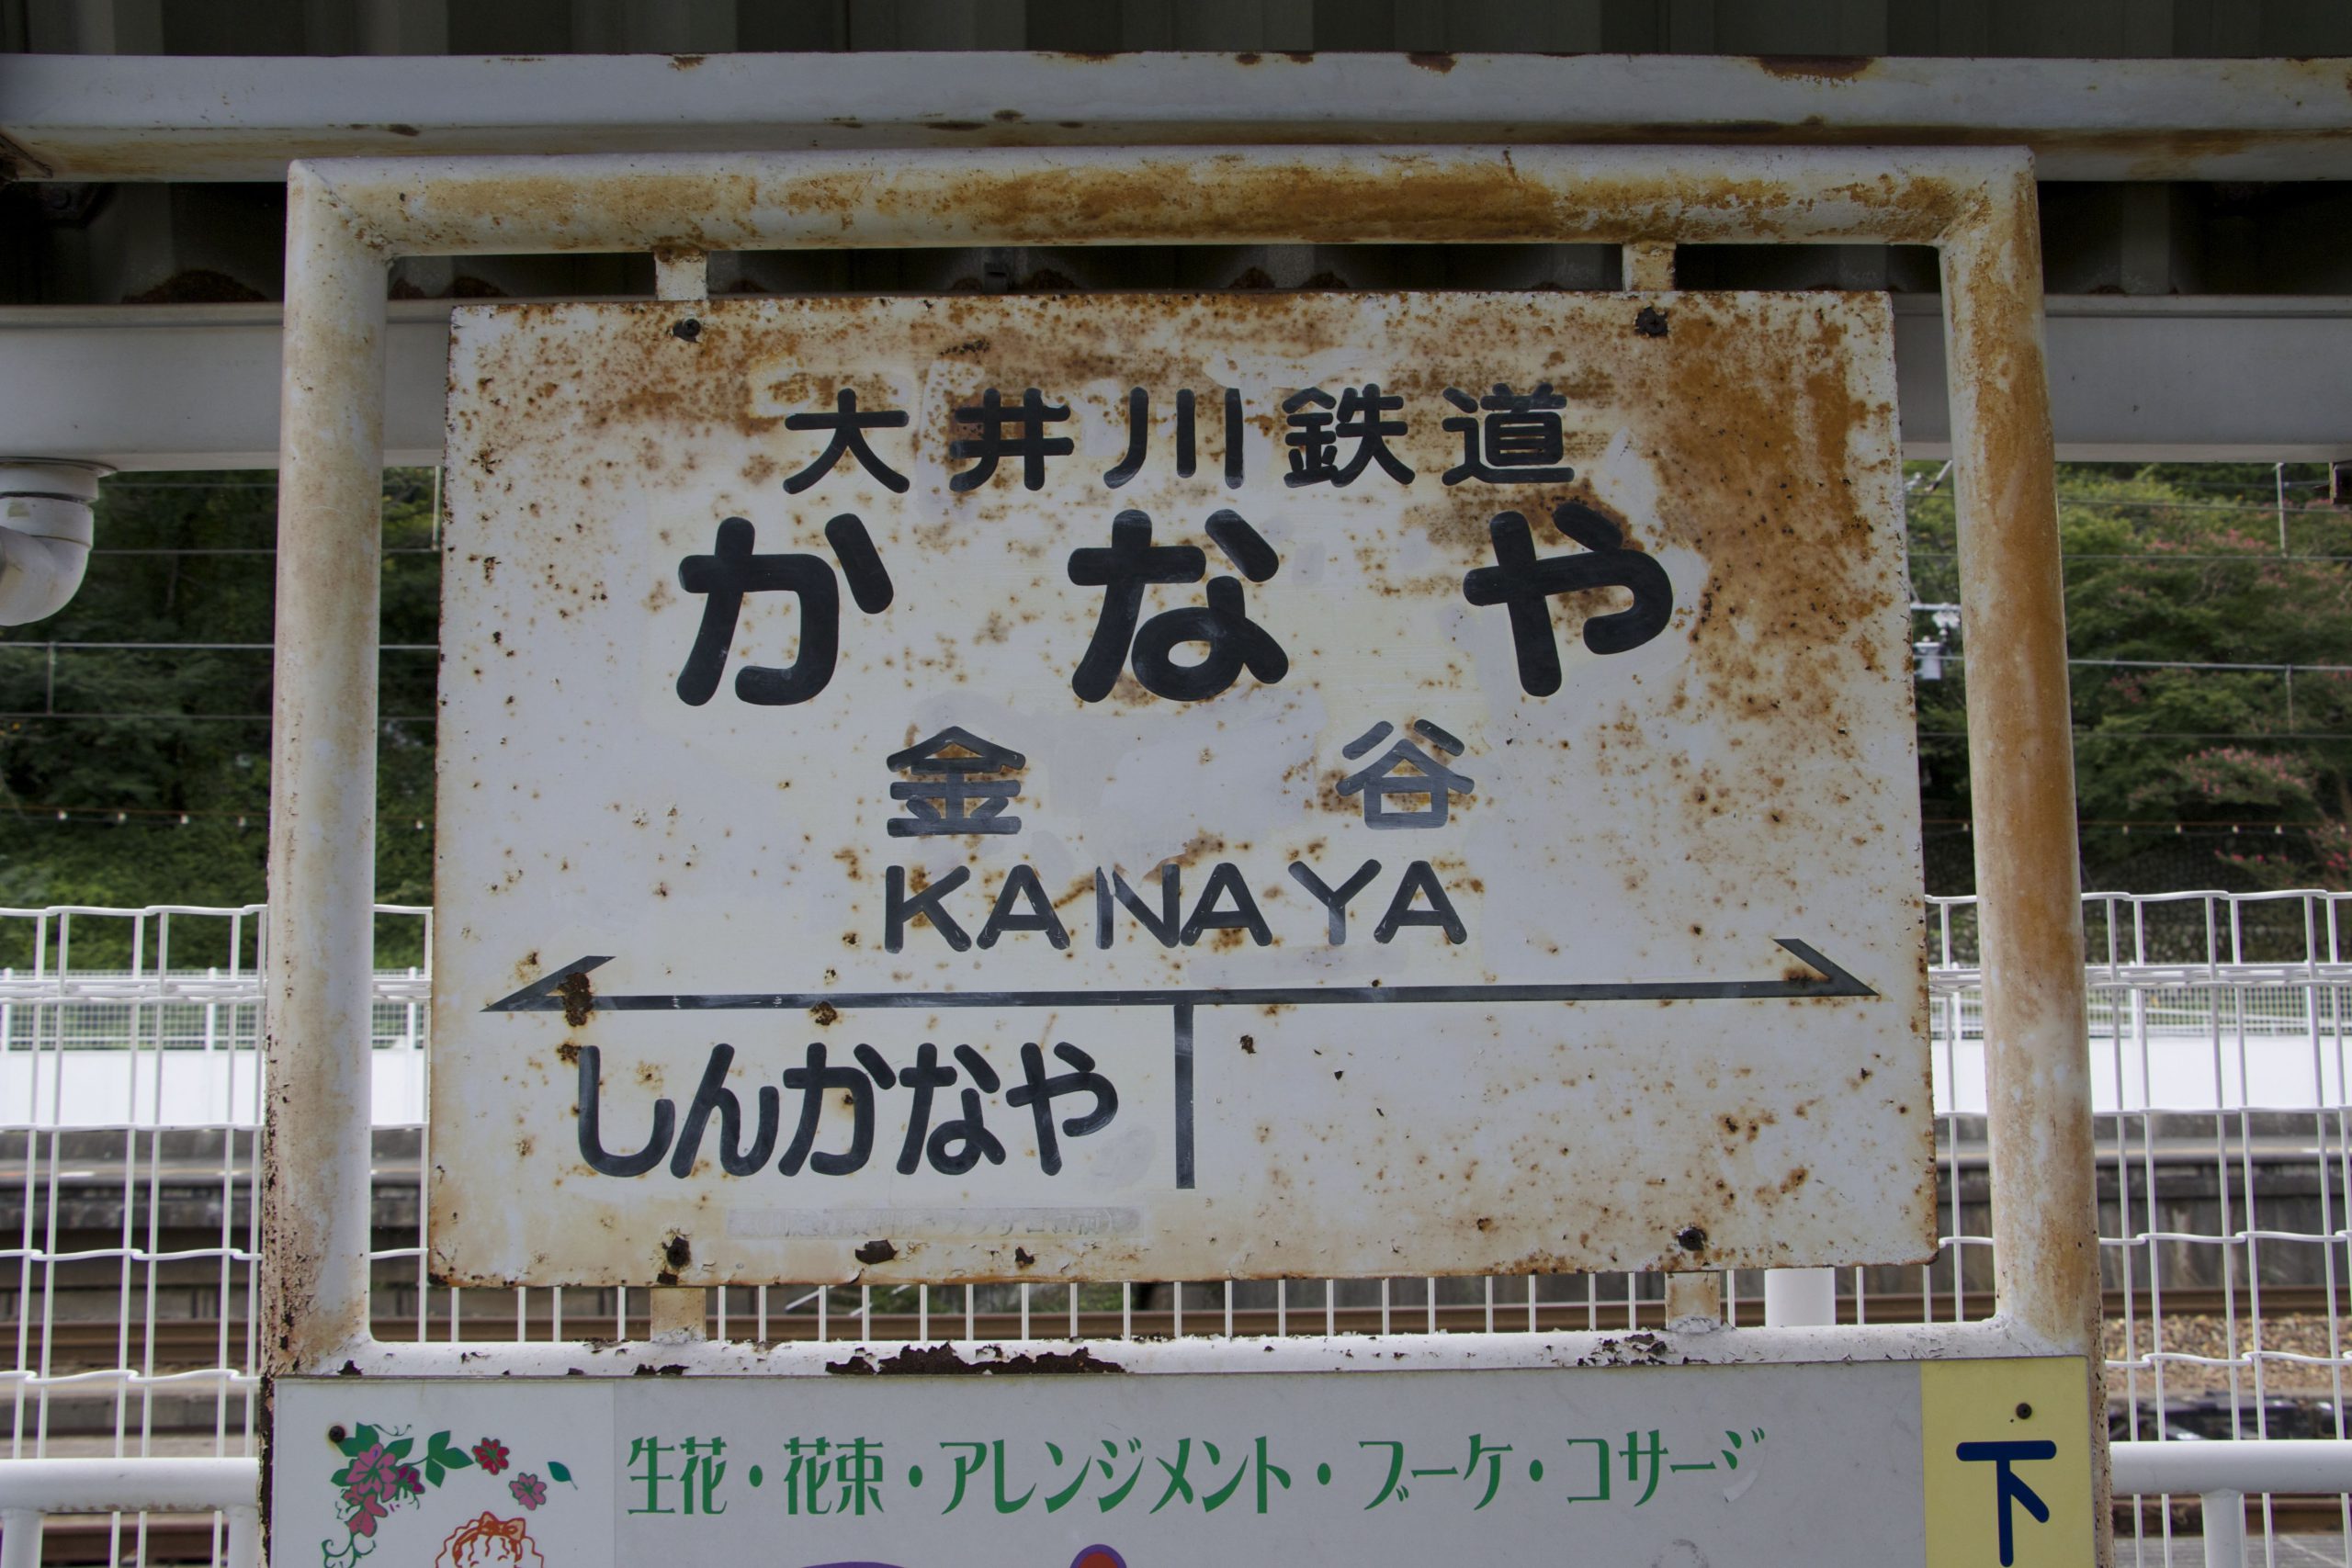 大井川鉄道
かなや
金谷
KANAYA
しんかなや
生花・花束・アレンジメント・ブーケ・コサージ
下